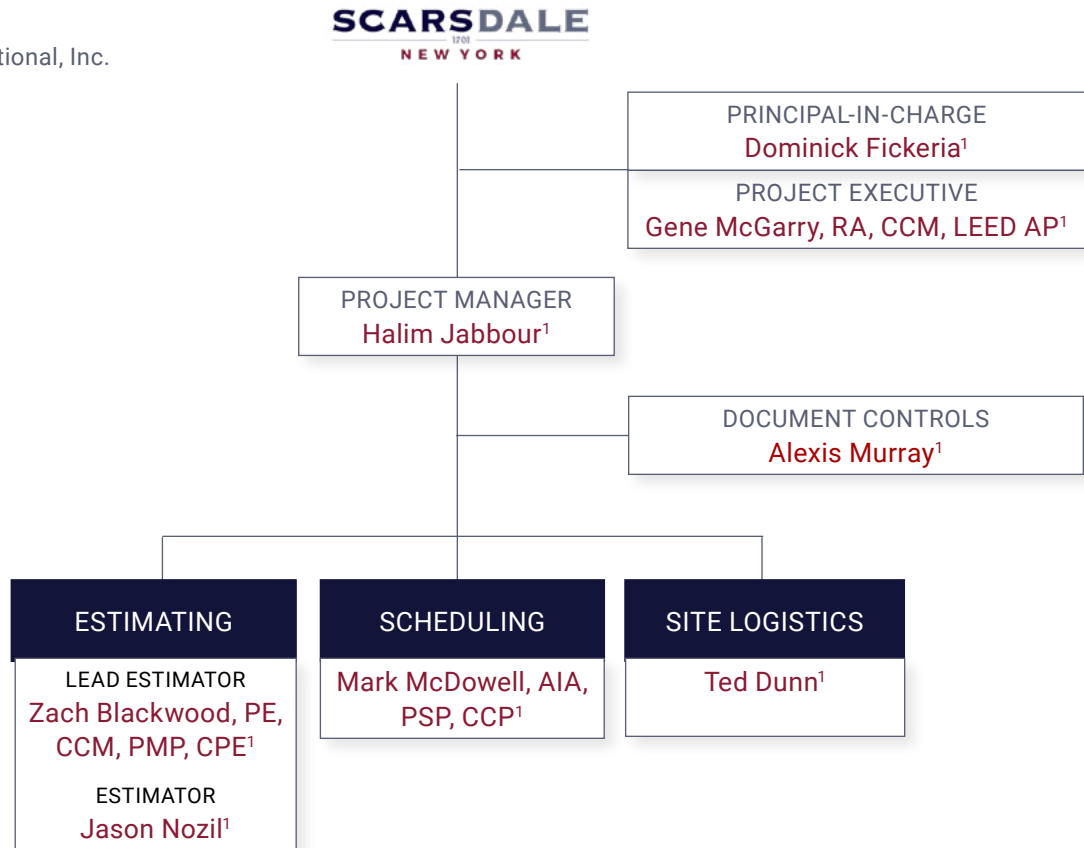 SCARSDALE
1701
NEW YORK
tional, Inc.
PRINCIPAL-IN-CHARGE
Dominick Fickeria¹
PROJECT EXECUTIVE
Gene McGarry, RA, CCM, LEED AP¹
PROJECT MANAGER
Halim Jabbour¹
DOCUMENT CONTROLS
Alexis Murray¹
ESTIMATING
LEAD ESTIMATOR
Zach Blackwood, PE,
CCM, PMP, CPE¹
ESTIMATOR
Jason Nozil¹
SCHEDULING
Mark McDowell, AIA,
PSP, CCP¹
SITE LOGISTICS
Ted Dunn¹